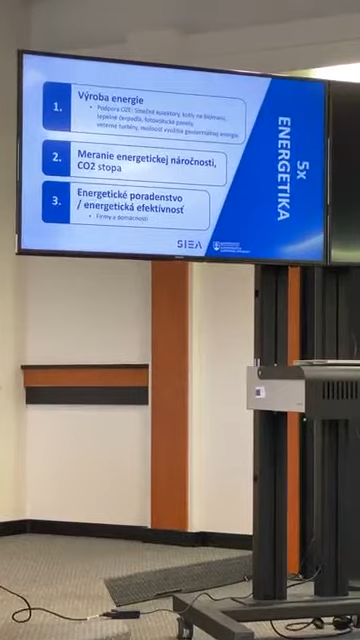 1.
Výroba energie
• Podpora OZE: Slnečné kolektory, kotly na biomasu,
tepelné čerpadlá, fotovoltické panely,
veterné turbíny, možnosť využitia geotermálnej energie
2.
Meranie energetickej náročnosti,
CO2 stopa
3.
Energetické poradenstvo
/ energetická efektívnosť
• Firmy a domácnosti
5x
ENERGETIKA
SIEA